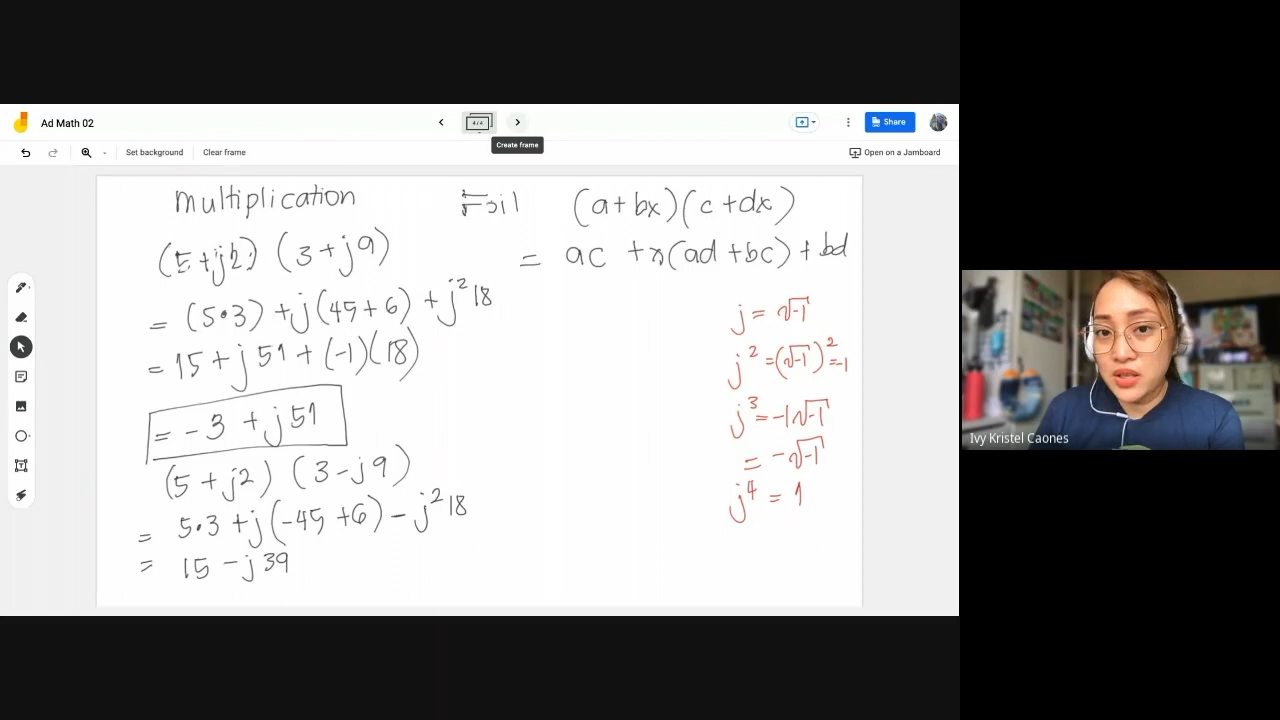 Ad Math 02
4/4
Share
Create frame
Set background
Clear frame
Open on a Jamboard
multiplication
Foil
(a+bx)(c+dx)
= ac +x(ad+bc)+bd
(5+j2) (3+j9)
= (5•3) +j(45+6) +j²18
= 15+j51+(-1)(18)
= -3 +j51
(5+j2) (3-j9)
= 5•3 +j(-45+6) -j²18
= 15 -j39
j = √-1
j² =(√-1)²=-1
j³ =-1√-1
= -√-1
j⁴ = 1
Ivy Kristel Caones